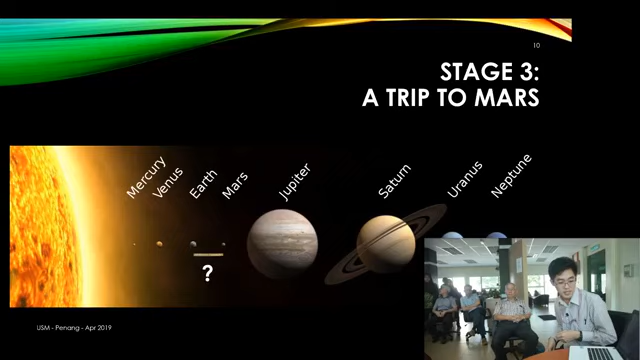 10
STAGE 3:
A TRIP TO MARS
Mercury
Venus
Earth
Mars
Jupiter
Saturn
Uranus
Neptune
?
USM - Penang - Apr 2019